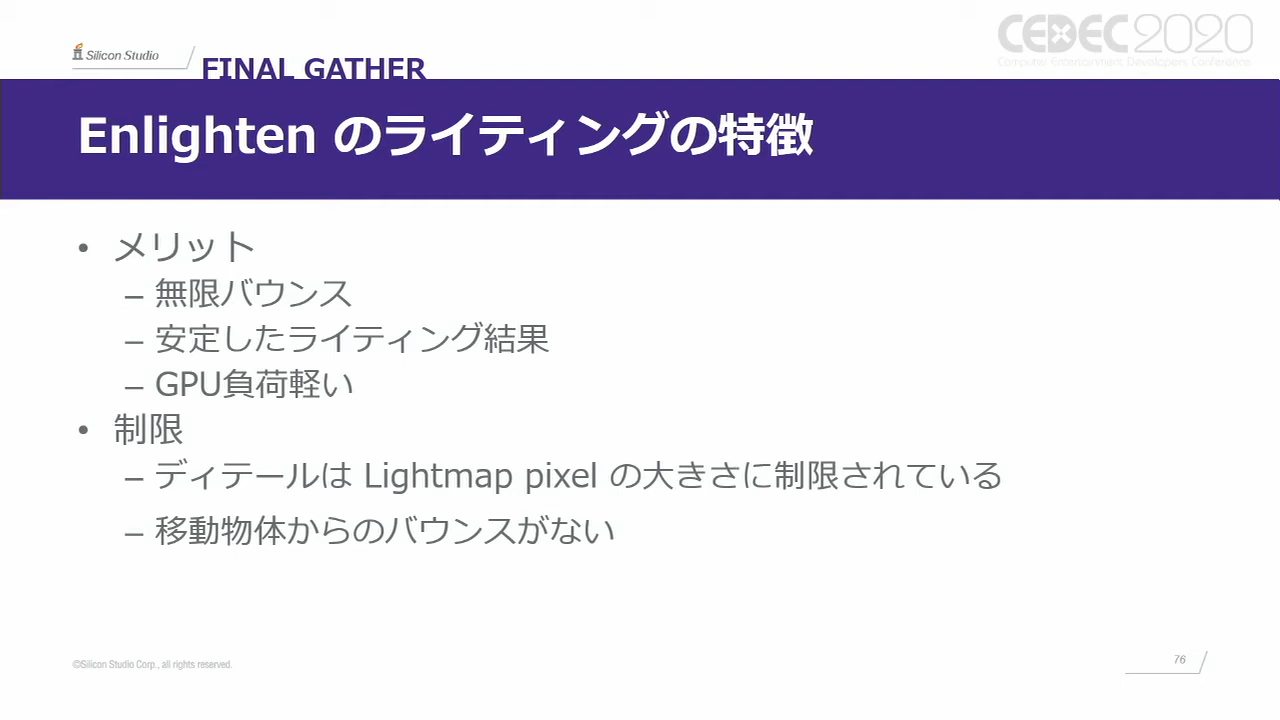 Silicon Studio
CEDEC2020
Computer Entertainment Developers Conference
FINAL GATHER
Enlighten のライティングの特徴
• メリット
– 無限バウンス
– 安定したライティング結果
– GPU負荷軽い
• 制限
– ディテールは Lightmap pixel の大きさに制限されている
– 移動物体からのバウンスがない
©Silicon Studio Corp., all rights reserved.
76